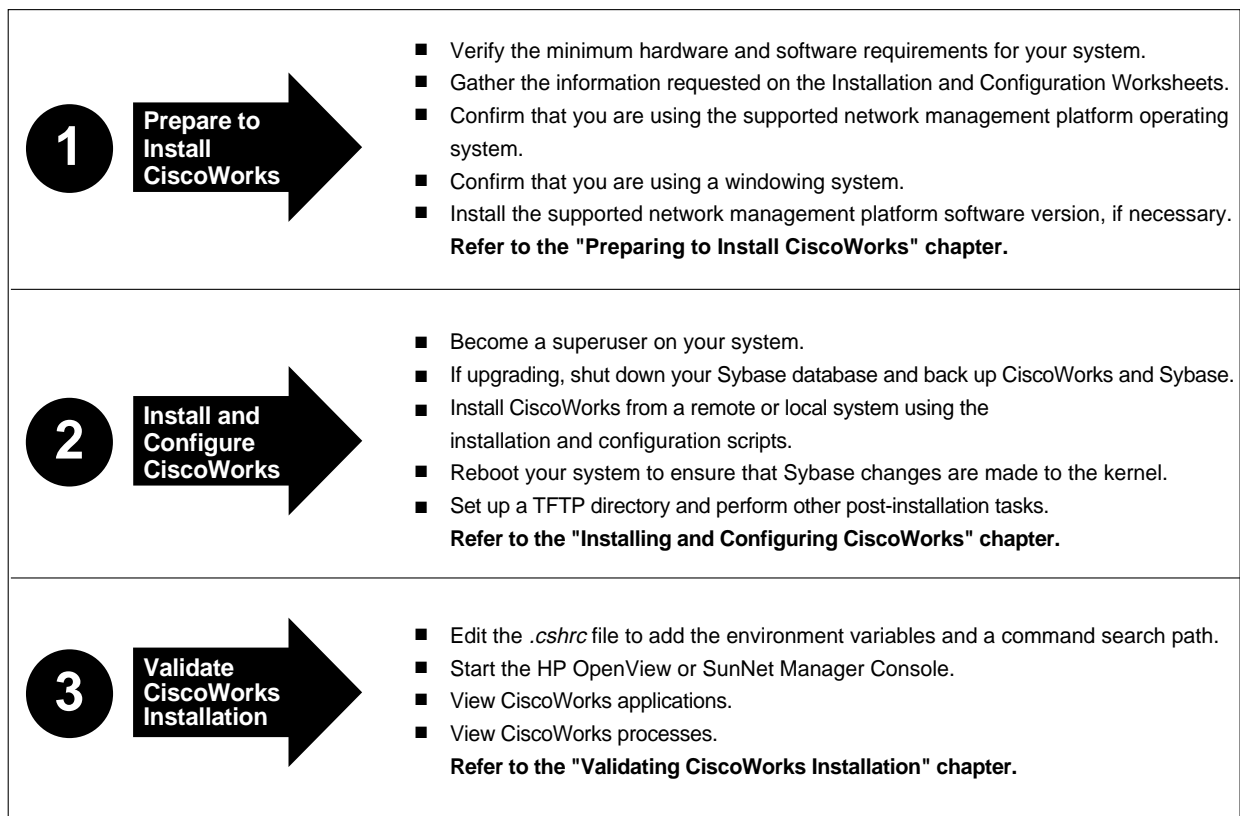 1
Prepare to
Install
CiscoWorks
■ Verify the minimum hardware and software requirements for your system.
■ Gather the information requested on the Installation and Configuration Worksheets.
■ Confirm that you are using the supported network management platform operating
system.
■ Confirm that you are using a windowing system.
■ Install the supported network management platform software version, if necessary.
Refer to the "Preparing to Install CiscoWorks" chapter.
2
Install and
Configure
CiscoWorks
■ Become a superuser on your system.
■ If upgrading, shut down your Sybase database and back up CiscoWorks and Sybase.
■ Install CiscoWorks from a remote or local system using the
installation and configuration scripts.
■ Reboot your system to ensure that Sybase changes are made to the kernel.
■ Set up a TFTP directory and perform other post-installation tasks.
Refer to the "Installing and Configuring CiscoWorks" chapter.
3
Validate
CiscoWorks
Installation
■ Edit the .cshrc file to add the environment variables and a command search path.
■ Start the HP OpenView or SunNet Manager Console.
■ View CiscoWorks applications.
■ View CiscoWorks processes.
Refer to the "Validating CiscoWorks Installation" chapter.